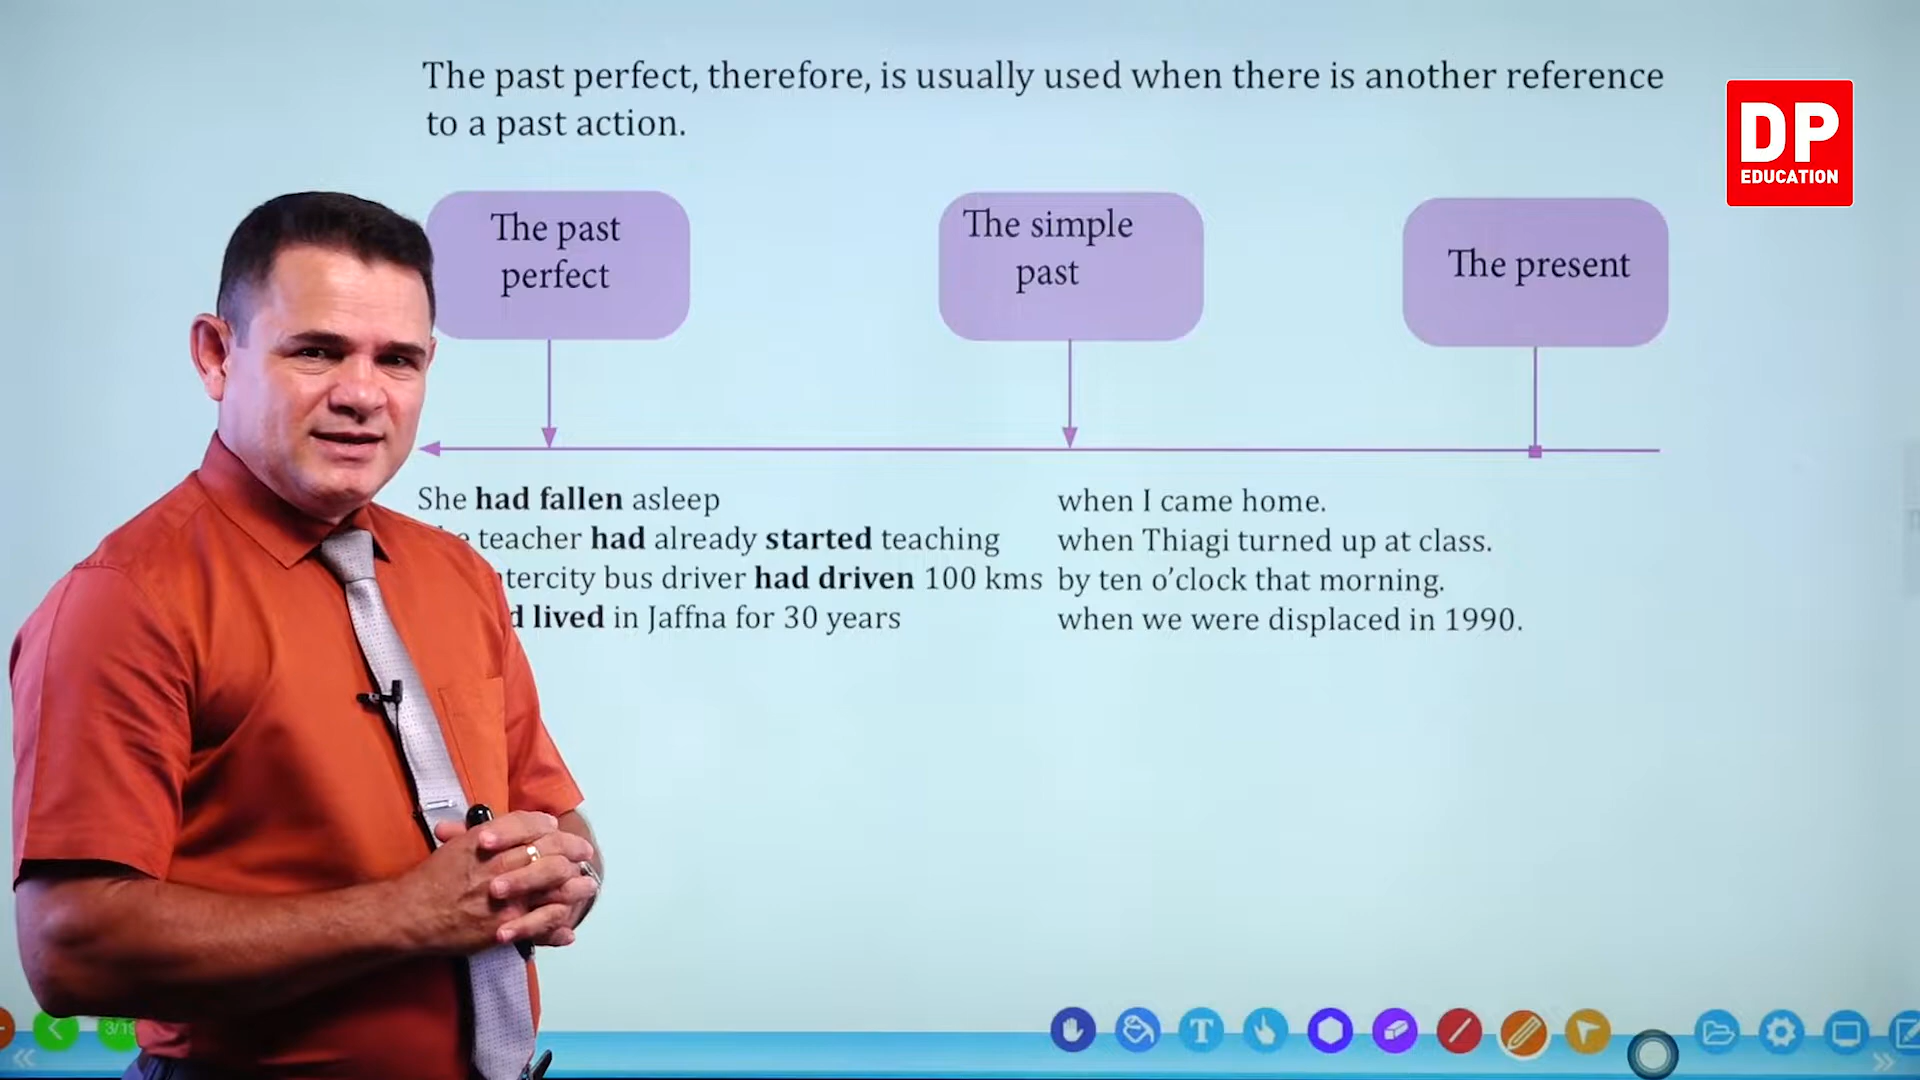 The past perfect, therefore, is usually used when there is another reference
to a past action.
DP
EDUCATION
The past
perfect
The simple
past
The present
She had fallen asleep when I came home.
teacher had already started teaching when Thiagi turned up at class.
bus driver had driven 100 kms by ten o’clock that morning.
lived in Jaffna for 30 years when we were displaced in 1990.
T